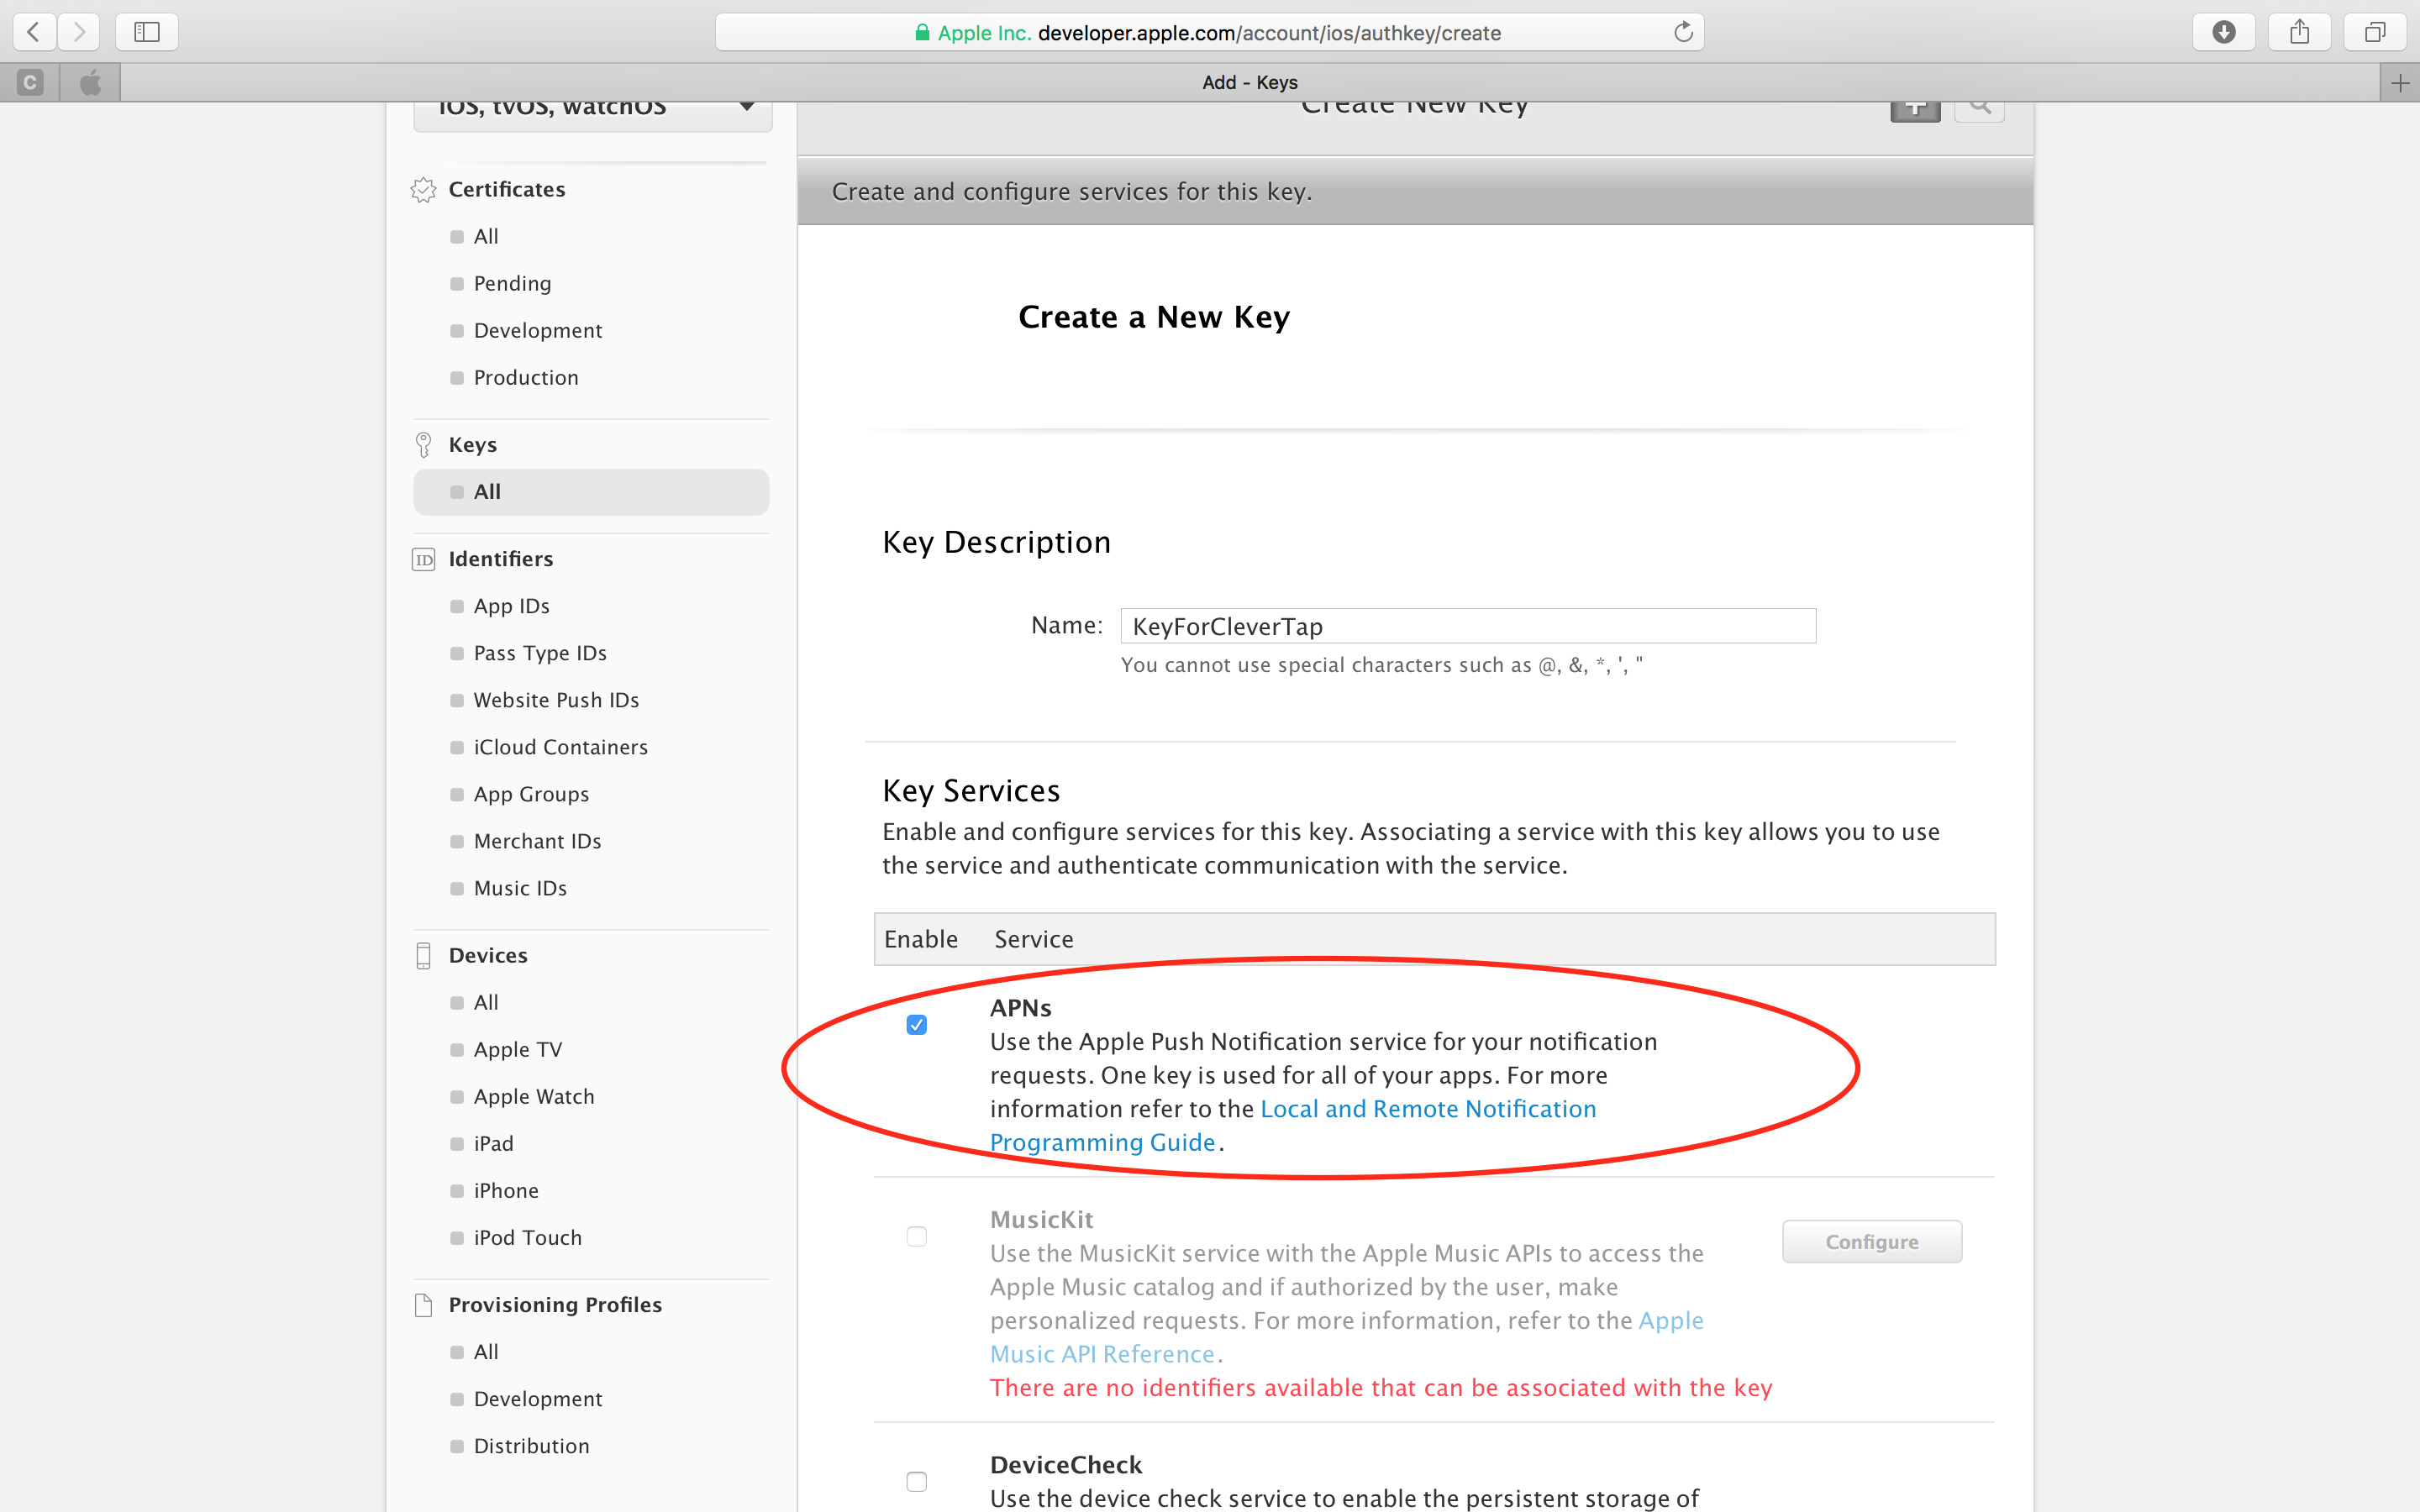 Apple Inc. developer.apple.com/account/ios/authkey/create
C
Add - Keys
iOS, tvOS, watchOS
Create New Key
Certificates
All
Pending
Development
Production
Keys
All
ID Identifiers
App IDs
Pass Type IDs
Website Push IDs
iCloud Containers
App Groups
Merchant IDs
Music IDs
Devices
All
Apple TV
Apple Watch
iPad
iPhone
iPod Touch
Provisioning Profiles
All
Development
Distribution
Create and configure services for this key.
Create a New Key
Key Description
Name: KeyForCleverTap
You cannot use special characters such as @, &, *, ', "
Key Services
Enable and configure services for this key. Associating a service with this key allows you to use
the service and authenticate communication with the service.
Enable Service
APNs
Use the Apple Push Notification service for your notification
requests. One key is used for all of your apps. For more
information refer to the Local and Remote Notification
Programming Guide.
MusicKit
Use the MusicKit service with the Apple Music APIs to access the
Apple Music catalog and if authorized by the user, make
personalized requests. For more information, refer to the Apple
Music API Reference.
There are no identifiers available that can be associated with the key
Configure
DeviceCheck
Use the device check service to enable the persistent storage of